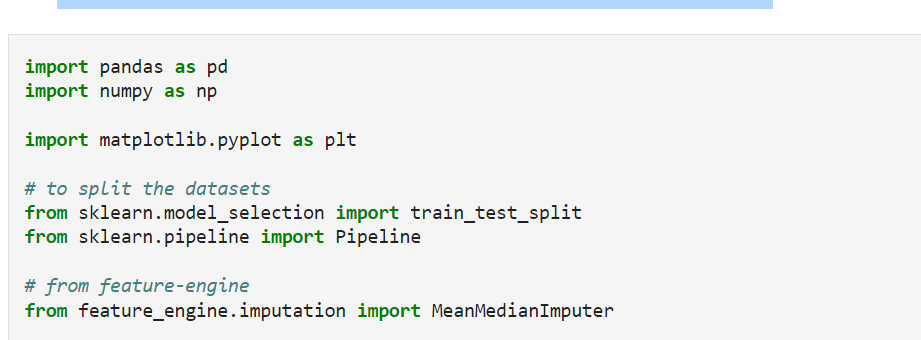 import pandas as pd
import numpy as np
import matplotlib.pyplot as plt
# to split the datasets
from sklearn.model_selection import train_test_split
from sklearn.pipeline import Pipeline
# from feature-engine
from feature_engine.imputation import MeanMedianImputer